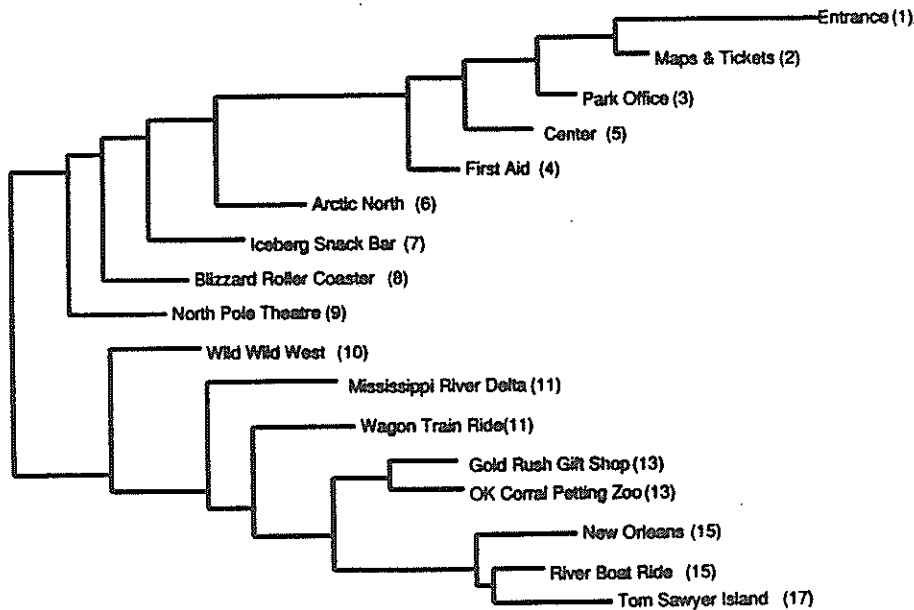 Entrance (1)
Maps & Tickets (2)
Park Office (3)
Center (5)
First Aid (4)
Arctic North (6)
Iceberg Snack Bar (7)
Blizzard Roller Coaster (8)
North Pole Theatre (9)
Wild Wild West (10)
Mississippi River Delta (11)
Wagon Train Ride(11)
Gold Rush Gift Shop (13)
OK Corral Petting Zoo (13)
New Orleans (15)
River Boat Ride (15)
Tom Sawyer Island (17)